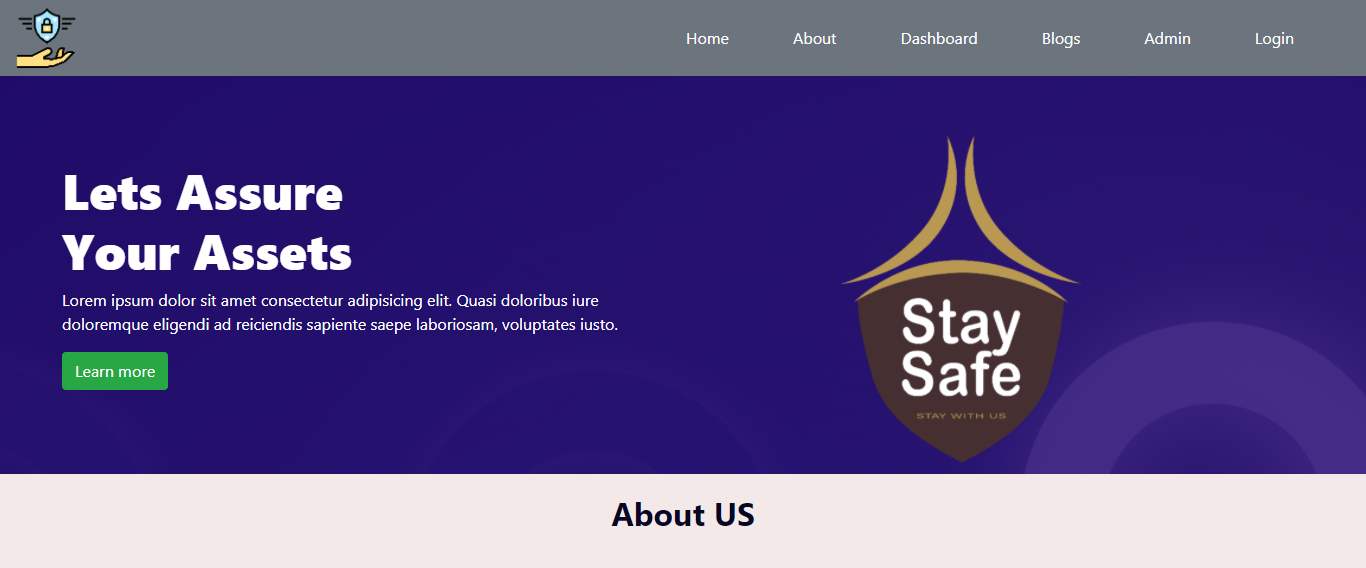 Home About Dashboard Blogs Admin Login
Lets Assure
Your Assets
Lorem ipsum dolor sit amet consectetur adipisicing elit. Quasi doloribus iure
doloremque eligendi ad reiciendis sapiente saepe laboriosam, voluptates iusto.
Learn more
Stay
Safe
STAY WITH US
About US